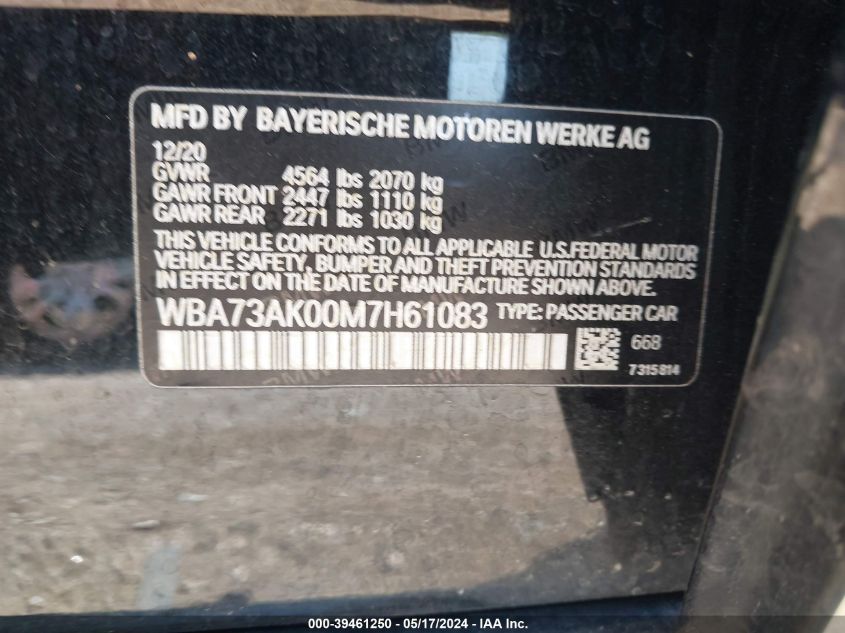 MFD BY BAYERISCHE MOTOREN WERKE AG
12/20
GVWR 4564 lbs 2070 kg
GAWR FRONT 2447 lbs 1110 kg
GAWR REAR 2271 lbs 1030 kg
THIS VEHICLE CONFORMS TO ALL APPLICABLE U.S.FEDERAL MOTOR
VEHICLE SAFETY, BUMPER AND THEFT PREVENTION STANDARDS
IN EFFECT ON THE DATE OF MANUFACTURE SHOWN ABOVE.
WBA73AK00M7H61083 TYPE: PASSENGER CAR
668
7315814
000-39461250 - 05/17/2024 - IAA, Inc.